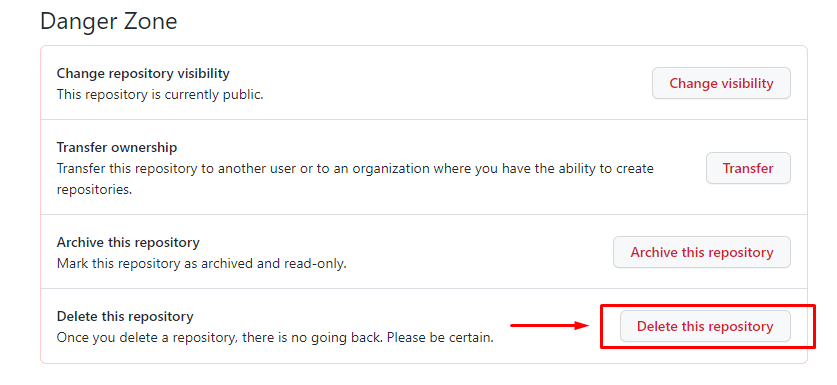 Danger Zone
Change repository visibility
This repository is currently public.
Change visibility
Transfer ownership
Transfer this repository to another user or to an organization where you have the ability to create
repositories.
Transfer
Archive this repository
Mark this repository as archived and read-only.
Archive this repository
Delete this repository
Once you delete a repository, there is no going back. Please be certain.
Delete this repository